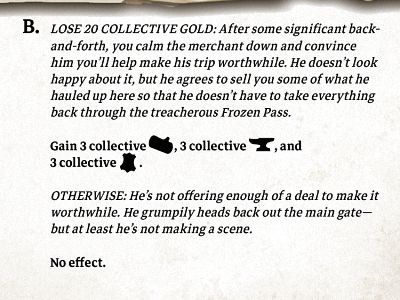 B. LOSE 20 COLLECTIVE GOLD: After some significant back-
and-forth, you calm the merchant down and convince
him you'll help make his trip worthwhile. He doesn't look
happy about it, but he agrees to sell you some of what he
hauled up here so that he doesn't have to take everything
back through the treacherous Frozen Pass.
Gain 3 collective , 3 collective , and
3 collective .
OTHERWISE: He's not offering enough of a deal to make it
worthwhile. He grumpily heads back out the main gate—
but at least he's not making a scene.
No effect.